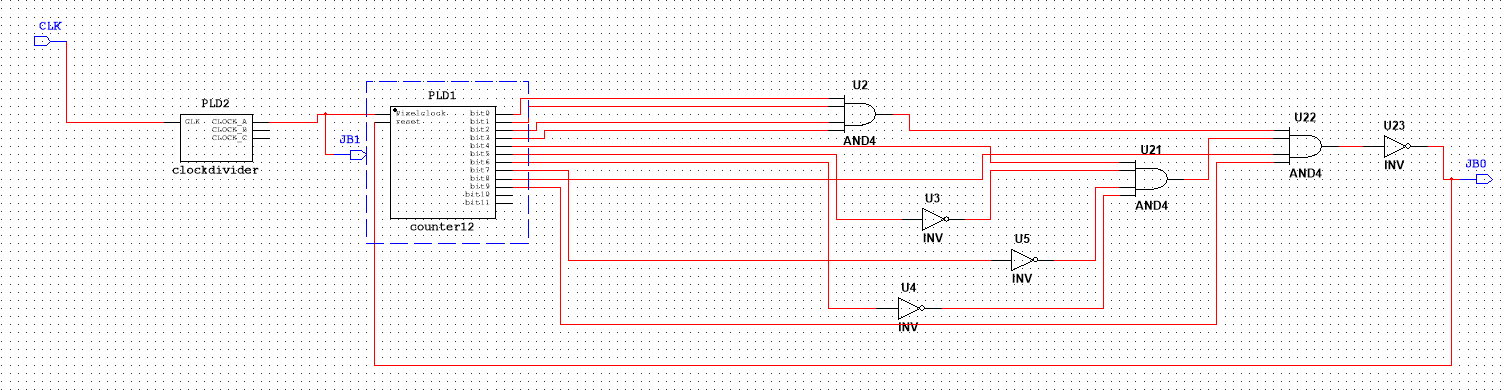 CLK
PLD2
CLK
CLOCK_A
CLOCK_B
CLOCK_C
clockdivider
JB1
PLD1
Pixelclock
reset
bit0
bit1
bit2
bit3
bit4
bit5
bit6
bit7
bit8
bit9
bit10
bit11
counter12
U2
AND4
U3
INV
U5
INV
U4
INV
U21
AND4
U22
AND4
U23
INV
JB0